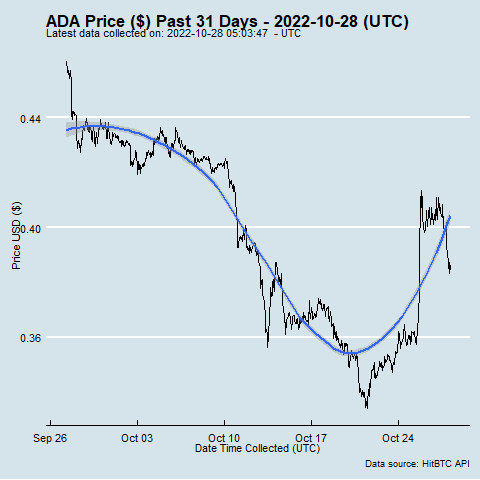 ADA Price ($) Past 31 Days - 2022-10-28 (UTC)
Latest data collected on: 2022-10-28 05:03:47  - UTC
0.44
0.40
0.36
Price USD ($)
Sep 26
Oct 03
Oct 10
Oct 17
Oct 24
Date Time Collected (UTC)
Data source: HitBTC API